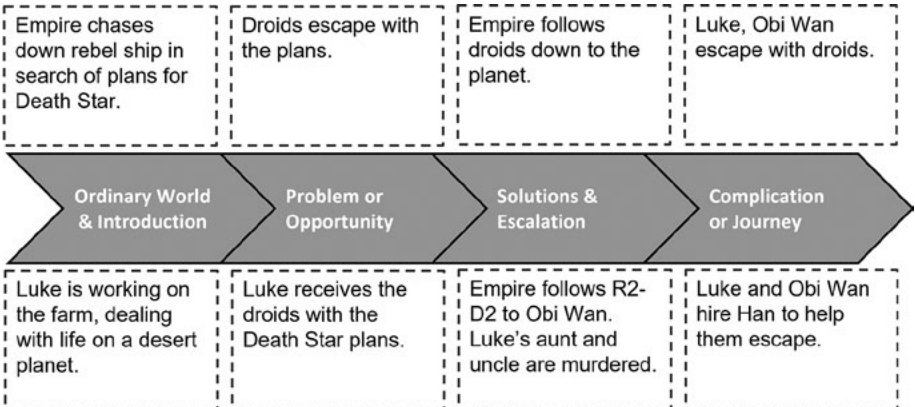 Empire chases
down rebel ship in
search of plans for
Death Star.
Droids escape with
the plans.
Empire follows
droids down to the
planet.
Luke, Obi Wan
escape with droids.
Ordinary World
& Introduction
Problem or
Opportunity
Solutions &
Escalation
Complication
or Journey
Luke is working on
the farm, dealing
with life on a desert
planet.
Luke receives the
droids with the
Death Star plans.
Empire follows R2-
D2 to Obi Wan.
Luke’s aunt and
uncle are murdered.
Luke and Obi Wan
hire Han to help
them escape.